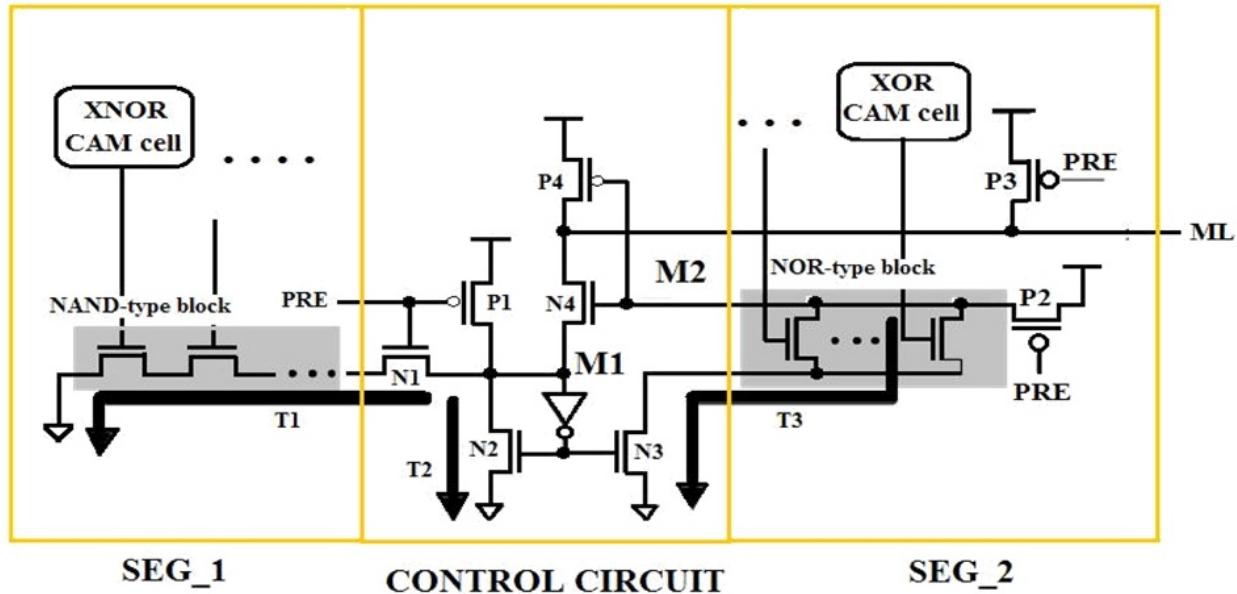 XNOR
CAM cell
XOR
CAM cell
P4
P3
PRE
ML
M2
NOR-type block
NAND-type block
PRE
P1
N4
P2
M1
N1
PRE
T1
N2
N3
T3
T2
SEG_1
CONTROL CIRCUIT
SEG_2